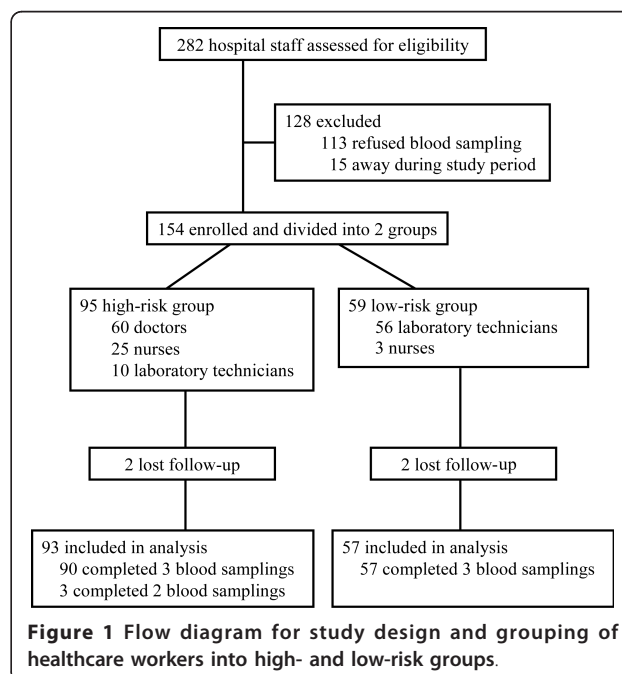 282 hospital staff assessed for eligibility
128 excluded
113 refused blood sampling
15 away during study period
154 enrolled and divided into 2 groups
95 high-risk group
60 doctors
25 nurses
10 laboratory technicians
59 low-risk group
56 laboratory technicians
3 nurses
2 lost follow-up
2 lost follow-up
93 included in analysis
90 completed 3 blood samplings
3 completed 2 blood samplings
57 included in analysis
57 completed 3 blood samplings
Figure 1 Flow diagram for study design and grouping of
healthcare workers into high- and low-risk groups.